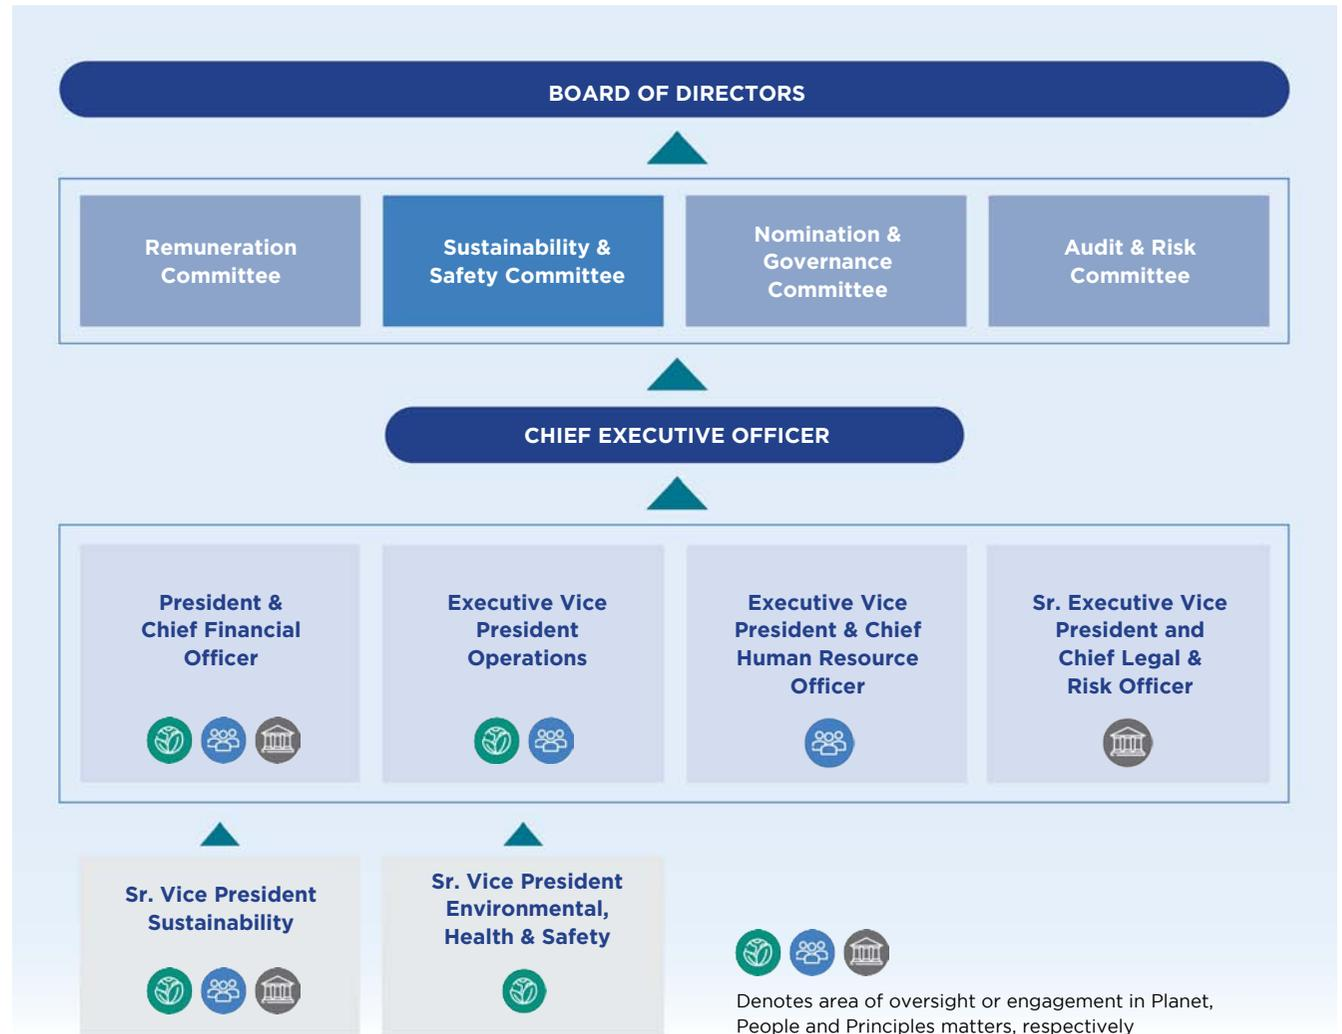 BOARD OF DIRECTORS
Remuneration
Committee
Sustainability &
Safety Committee
Nomination &
Governance
Committee
Audit & Risk
Committee
CHIEF EXECUTIVE OFFICER
President &
Chief Financial
Officer
Executive Vice
President
Operations
Executive Vice
President & Chief
Human Resource
Officer
Sr. Executive Vice
President and
Chief Legal &
Risk Officer
Sr. Vice President
Sustainability
Sr. Vice President
Environmental,
Health & Safety
Denotes area of oversight or engagement in Planet,
People and Principles matters, respectively